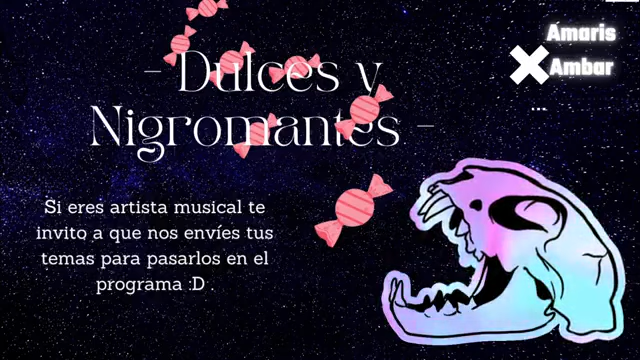 - Dulces y
Nigromantes -
Ámaris
Ambar
...
Si eres artista musical te
invito a que nos envíes tus
temas para pasarlos en el
programa :D .